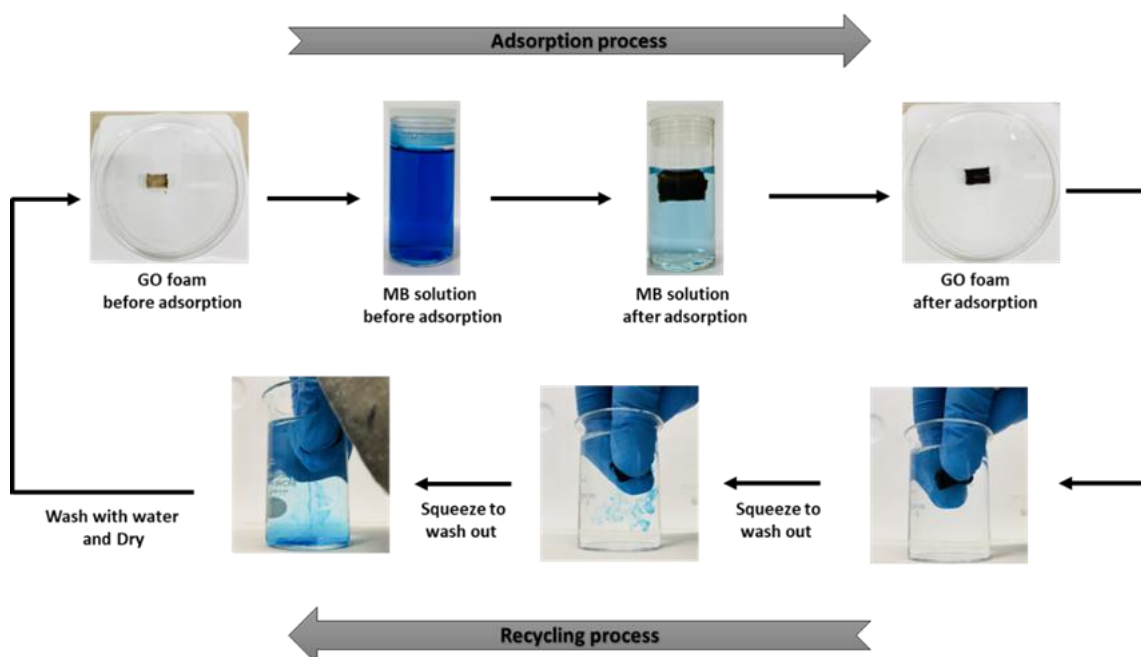 Adsorption process
GO foam
before adsorption
MB solution
before adsorption
MB solution
after adsorption
GO foam
after adsorption
Wash with water
and Dry
Squeeze to
wash out
Squeeze to
wash out
Recycling process